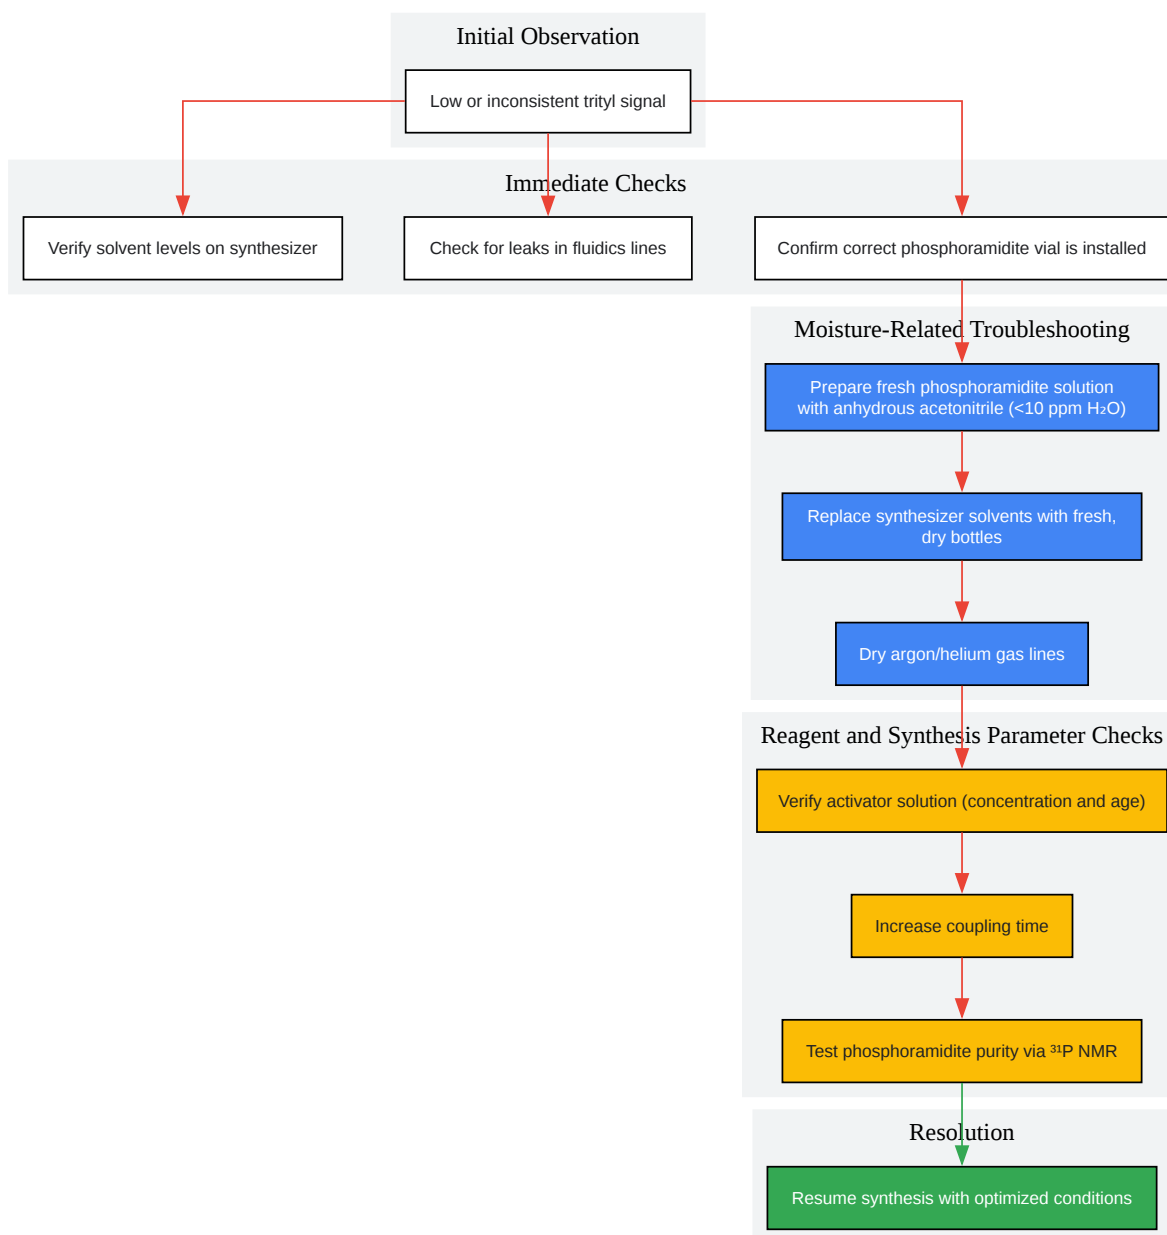 Initial Observation
Low or inconsistent trityl signal
Immediate Checks
Verify solvent levels on synthesizer
Check for leaks in fluidics lines
Confirm correct phosphoramidite vial is installed
Moisture-Related Troubleshooting
Prepare fresh phosphoramidite solution
with anhydrous acetonitrile (<10 ppm H₂O)
Replace synthesizer solvents with fresh,
dry bottles
Dry argon/helium gas lines
Reagent and Synthesis Parameter Checks
Verify activator solution (concentration and age)
Increase coupling time
Test phosphoramidite purity via ³¹P NMR
Resolution
Resume synthesis with optimized conditions